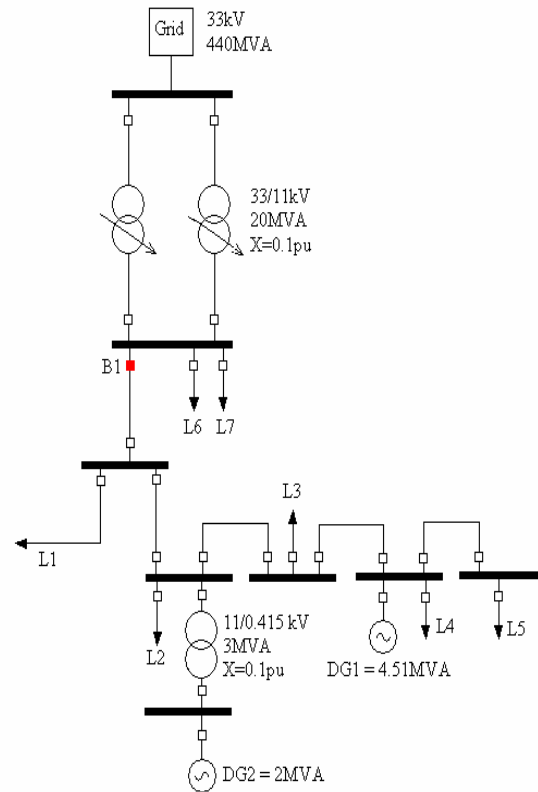 Grid
33kV
440MVA
33/11kV
20MVA
X=0.1pu
B1
L6
L7
L3
L1
11/0.415 kV
3MVA
X=0.1pu
L2
L4
L5
DG1 = 4.51MVA
DG2 = 2MVA